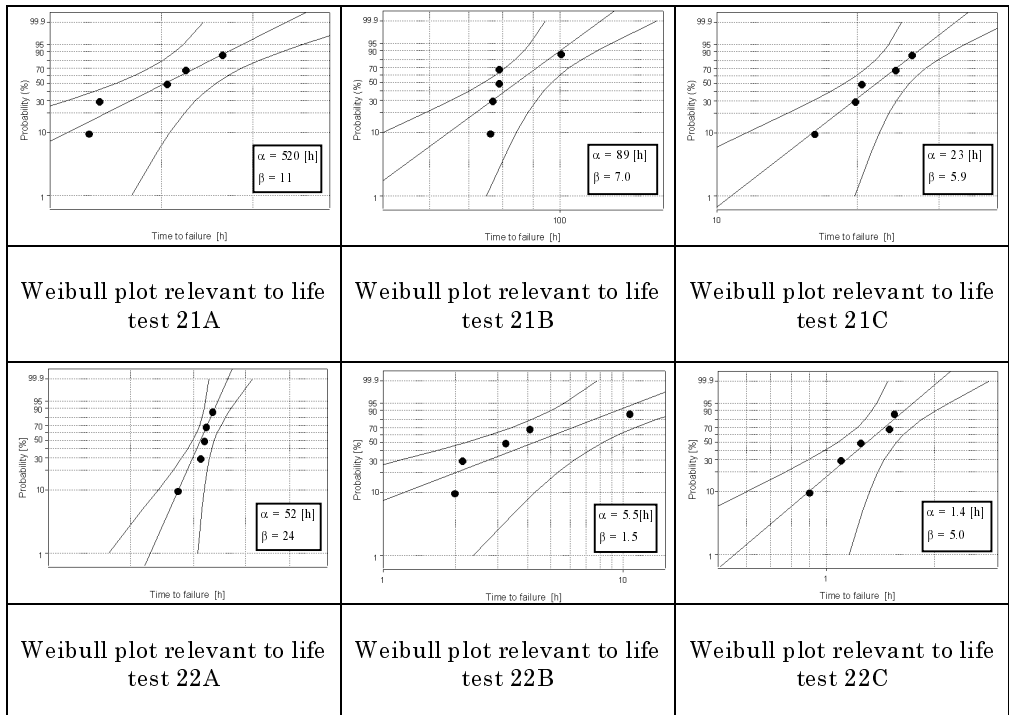 99.9
95
90
70
50
30
10
1
Probability (%)
α = 520 [h]
β = 11
Time to failure [h]
99.9
95
90
70
50
30
10
1
Probability (%)
α = 89 [h]
β = 7.0
100
Time to failure [h]
99.9
95
90
70
50
30
10
1
Probability (%)
α = 23 [h]
β = 5.9
10
Time to failure [h]
Weibull plot relevant to life
test 21A
Weibull plot relevant to life
test 21B
Weibull plot relevant to life
test 21C
99.9
95
90
70
50
30
10
1
Probability [%]
α = 52 [h]
β = 24
Time to failure [h]
99.9
95
90
70
50
30
10
1
Probability [%]
α = 5.5[h]
β = 1.5
1
10
Time to failure [h]
99.9
95
90
70
50
30
10
1
Probability [%]
α = 1.4 [h]
β = 5.0
1
Time to failure [h]
Weibull plot relevant to life
test 22A
Weibull plot relevant to life
test 22B
Weibull plot relevant to life
test 22C